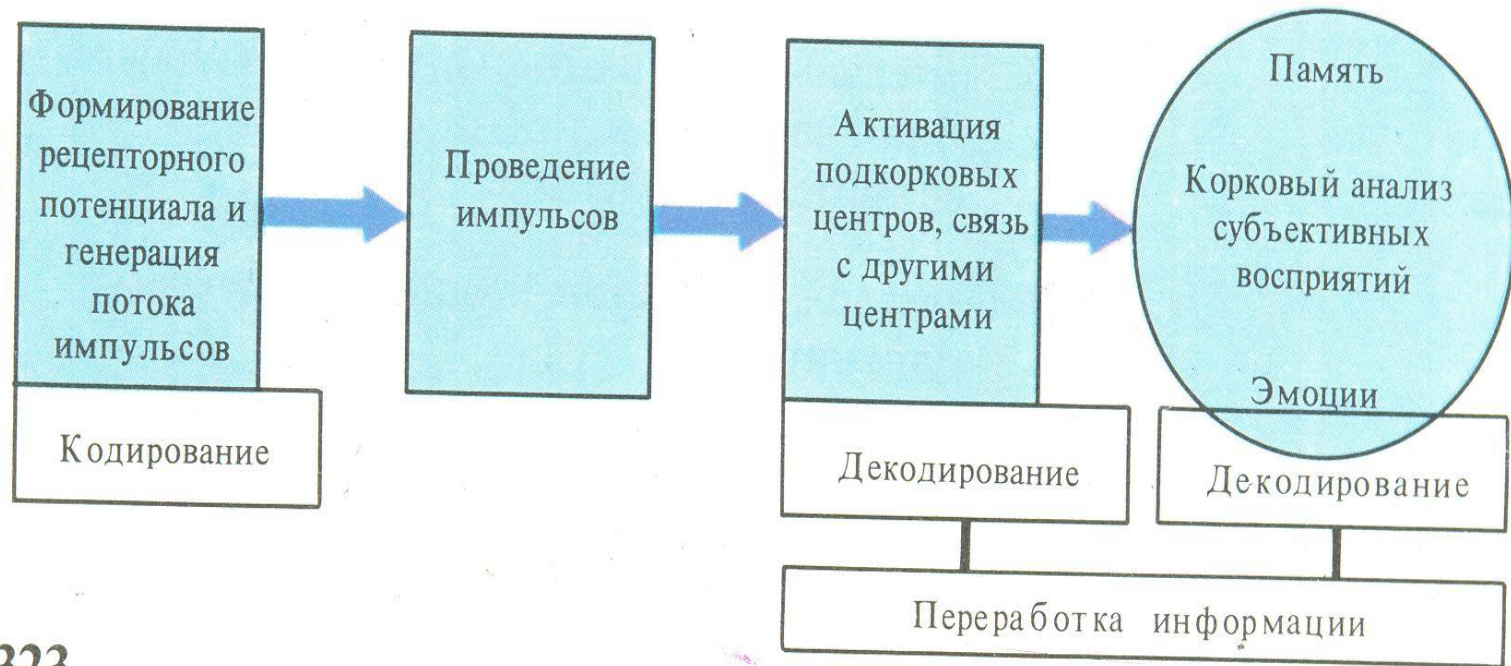 Формирование
рецепторного
потенциала и
генерация
потока
импульсов
Кодирование
Проведение
импульсов
Активация
подкорковых
центров, связь
с другими
центрами
Декодирование
Память
Корковый анализ
субъективных
восприятий
Эмоции
Декодирование
Переработка информации
323